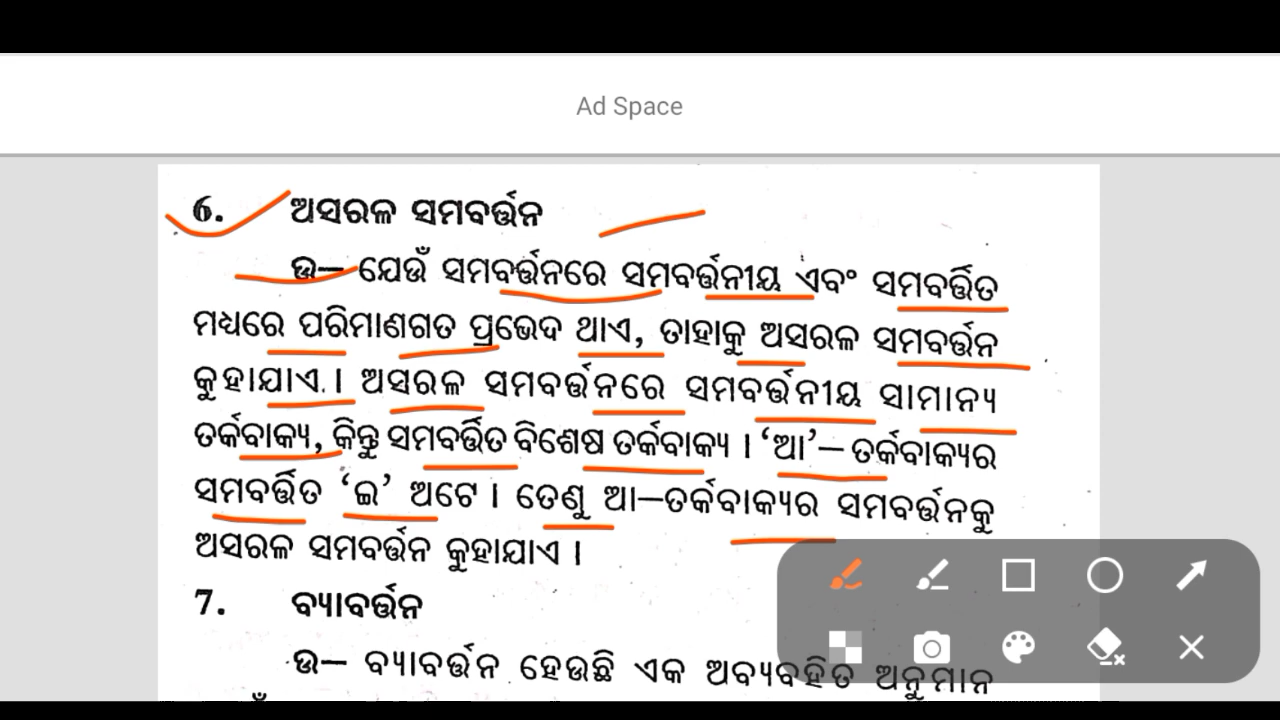 Ad Space
6. ଅସରଳ ସମବର୍ତ୍ତନ
ଉ— ଯେଉଁ ସମବର୍ତ୍ତନରେ ସମବର୍ତ୍ତନୀୟ ଏବଂ ସମବର୍ତ୍ତିତ
ମଧ୍ୟରେ ପରିମାଣଗତ ପ୍ରଭେଦ ଥାଏ, ତାହାକୁ ଅସରଳ ସମବର୍ତ୍ତନ
କୁହାଯାଏ । ଅସରଳ ସମବର୍ତ୍ତନରେ ସମବର୍ତ୍ତନୀୟ ସାମାନ୍ୟ
ତର୍କବାକ୍ୟ, କିନ୍ତୁ ସମବର୍ତ୍ତିତ ବିଶେଷ ତର୍କବାକ୍ୟ । ‘ଆ’— ତର୍କବାକ୍ୟର
ସମବର୍ତ୍ତିତ ‘ଇ’ ଅଟେ । ତେଣୁ ଆ—ତର୍କବାକ୍ୟର ସମବର୍ତ୍ତନକୁ
ଅସରଳ ସମବର୍ତ୍ତନ କୁହାଯାଏ ।
7. ବ୍ୟାବର୍ତ୍ତନ
ଉ— ବ୍ୟାବର୍ତ୍ତନ ହେଉଛି ଏକ ଅବ୍ୟବହିତ ଅନୁମାନ